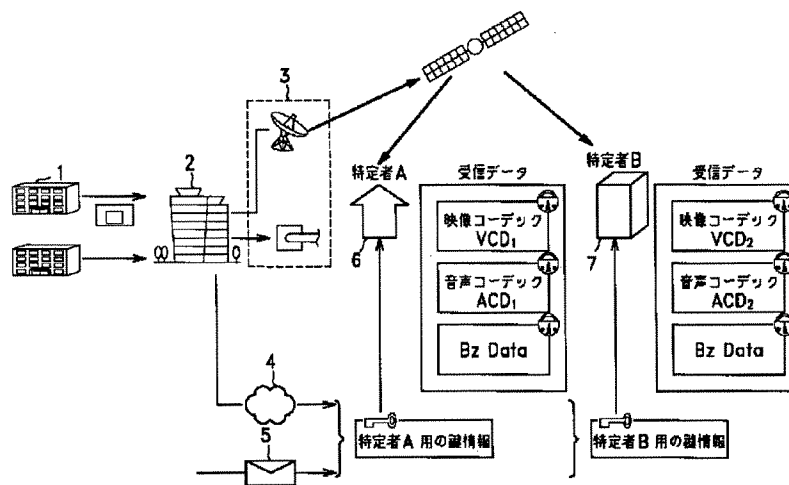 1
2
3
特定者A
6
受信データ
映像コーデック
VCD₁
音声コーデック
ACD₁
Bz Data
特定者B
7
受信データ
映像コーデック
VCD₂
音声コーデック
ACD₂
Bz Data
4
5
特定者A 用の鍵情報
特定者B 用の鍵情報